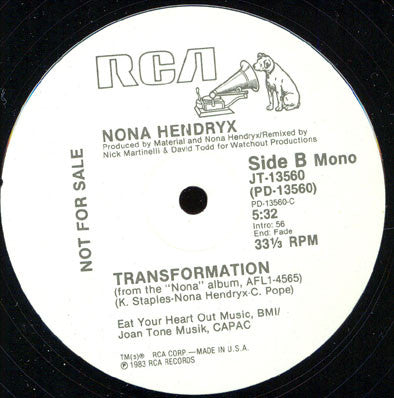 RCA
NONA HENDRYX
Produced by Material and Nona Hendryx/Remixed by
Nick Martinelli & David Todd for Watchout Productions
NOT FOR SALE
Side B Mono
JT-13560
(PD-13560)
PD-13560-C
5:32
Intro: 56
End: Fade
33⅓ RPM
TRANSFORMATION
(from the "Nona" album, AFL1-4565)
(K. Staples-Nona Hendryx-C. Pope)
Eat Your Heart Out Music, BMI/
Joan Tone Musik, CAPAC
TM(s)® RCA CORP—MADE IN U.S.A.
℗ 1983 RCA RECORDS